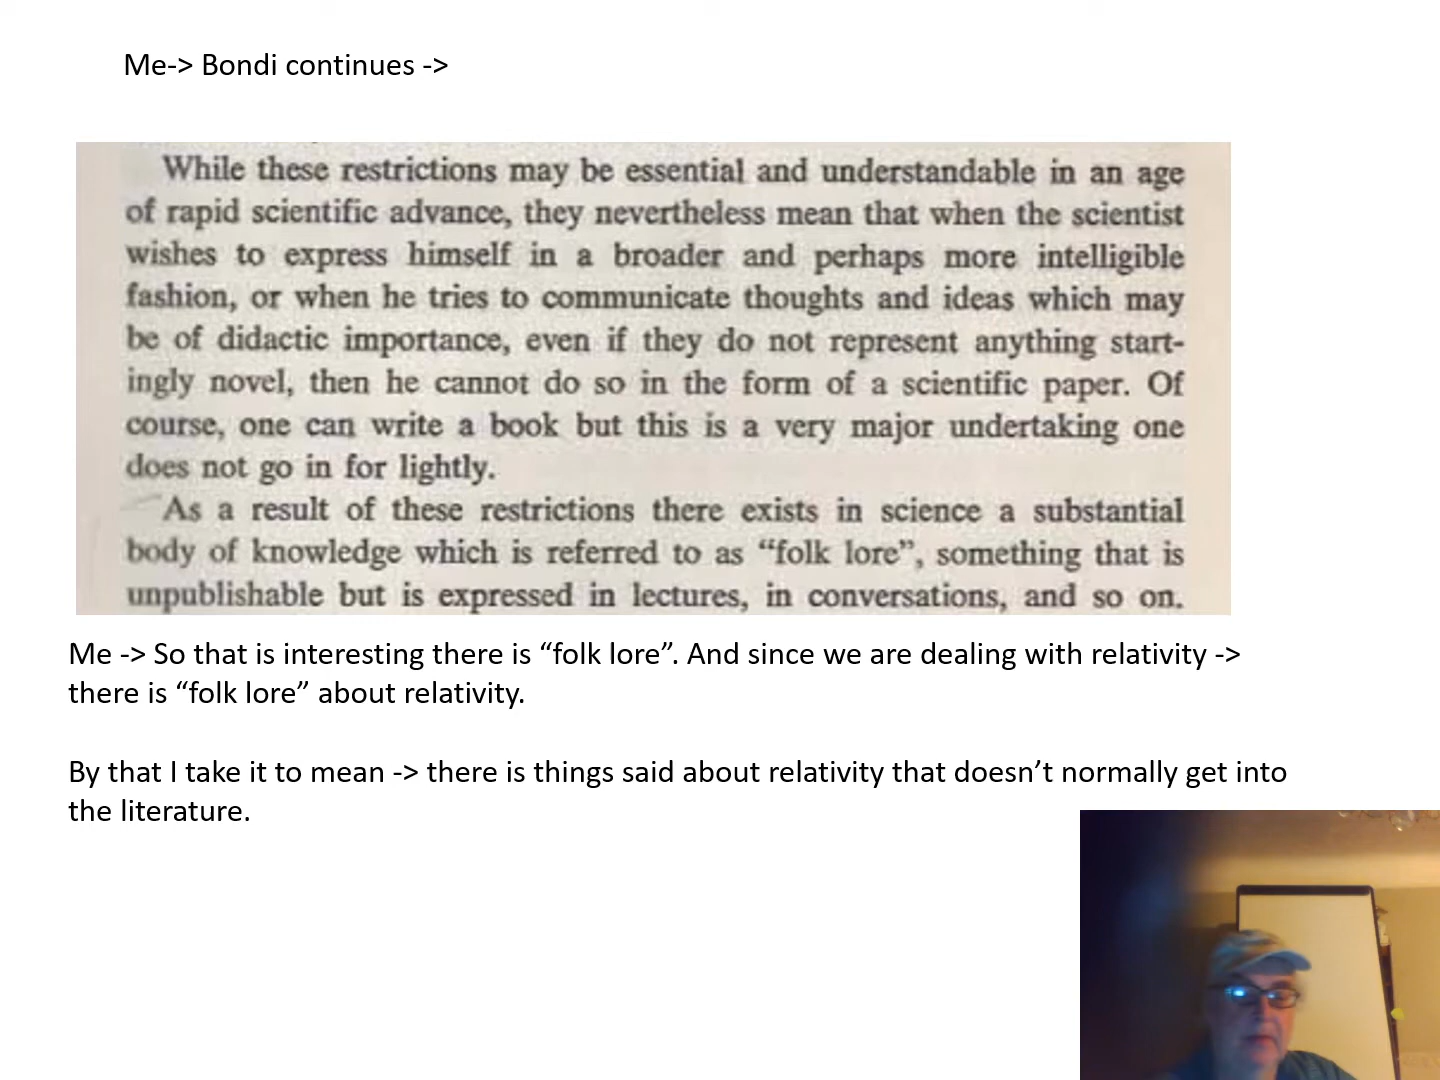 Me-> Bondi continues ->
While these restrictions may be essential and understandable in an age
of rapid scientific advance, they nevertheless mean that when the scientist
wishes to express himself in a broader and perhaps more intelligible
fashion, or when he tries to communicate thoughts and ideas which may
be of didactic importance, even if they do not represent anything start-
ingly novel, then he cannot do so in the form of a scientific paper. Of
course, one can write a book but this is a very major undertaking one
does not go in for lightly.
As a result of these restrictions there exists in science a substantial
body of knowledge which is referred to as “folk lore”, something that is
unpublishable but is expressed in lectures, in conversations, and so on.
Me -> So that is interesting there is “folk lore”. And since we are dealing with relativity ->
there is “folk lore” about relativity.
By that I take it to mean -> there is things said about relativity that doesn’t normally get into
the literature.